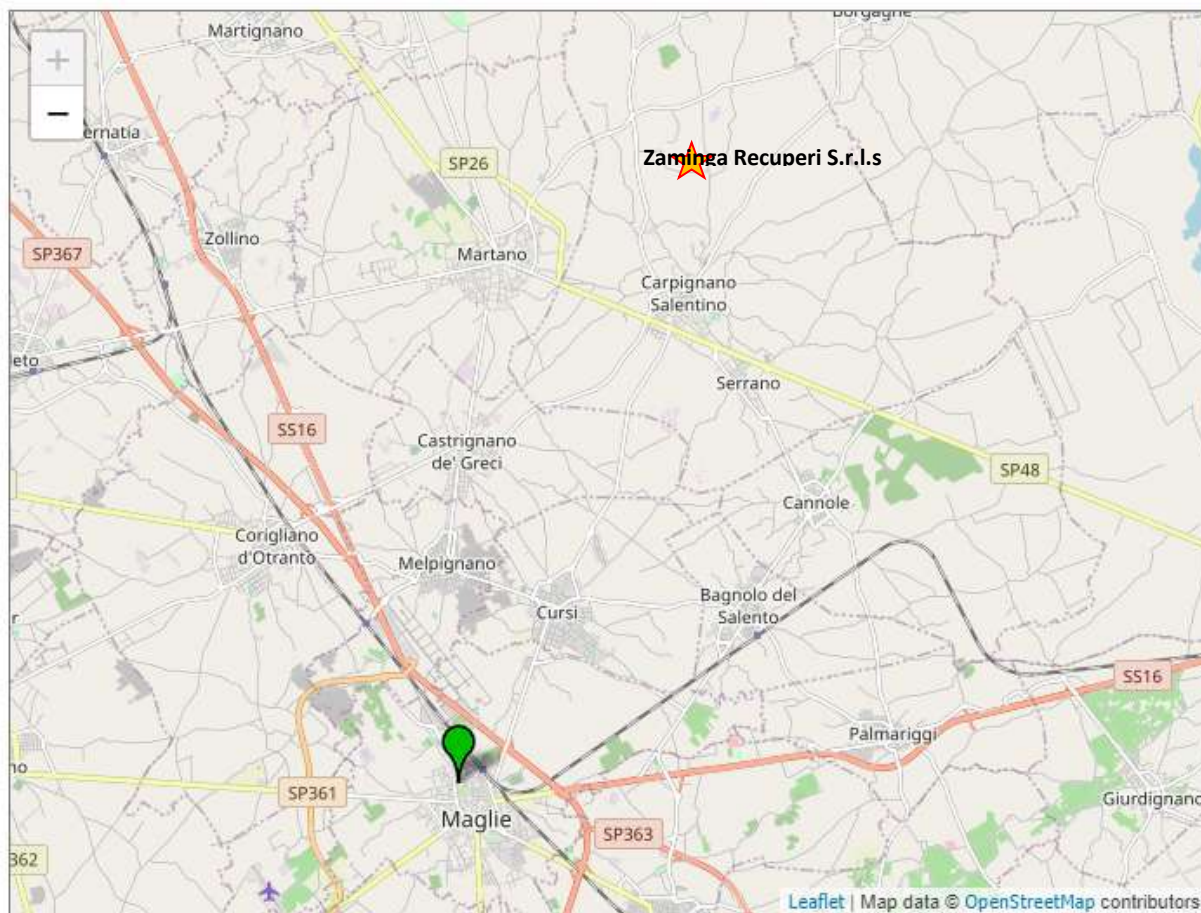 Martignano
Borgagne
+
−
ernatia
SP26
Zaminga Recuperi S.r.l.s
Zollino
SP367
Martano
Carpignano
Salentino
eto
Serrano
SS16
Castrignano
de' Greci
SP48
Cannole
Corigliano
d'Otranto
Melpignano
Bagnolo del
Salento
Cursi
r
SS16
Palmariggi
no
SP361
Giurdignano
Maglie
SP363
362
Leaflet | Map data © OpenStreetMap contributors